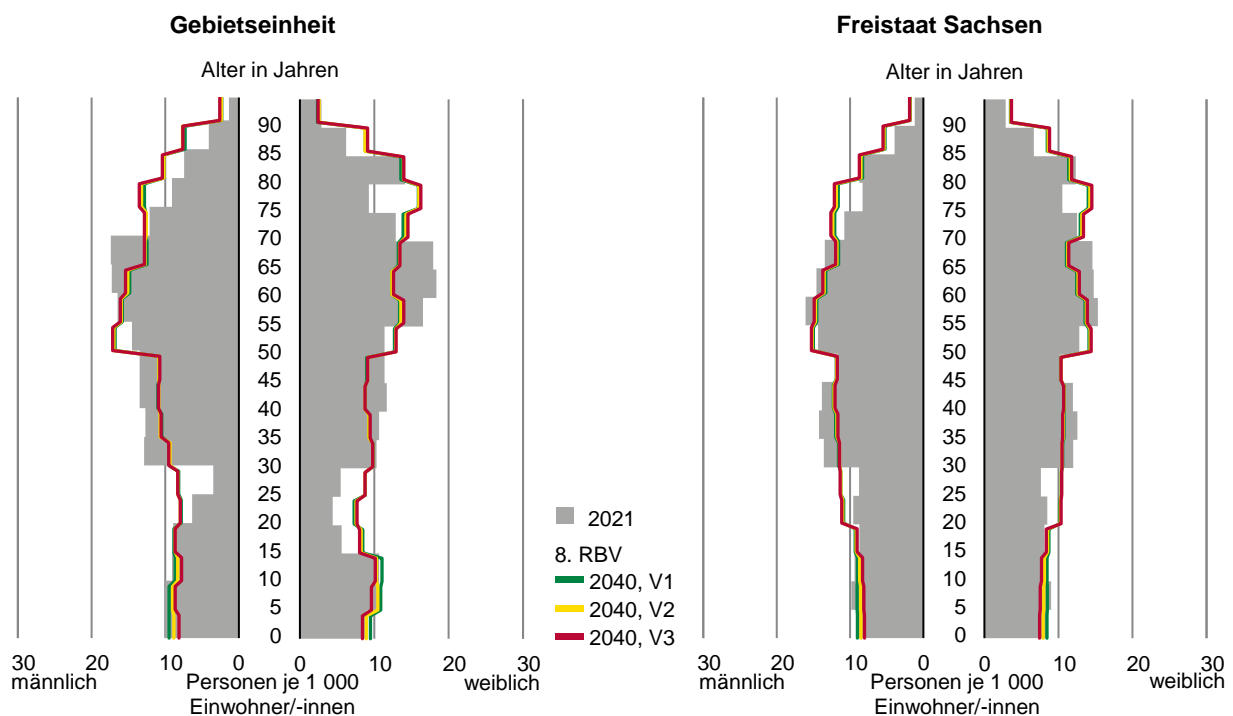 Gebietseinheit
Alter in Jahren
90
85
80
75
70
65
60
55
50
45
40
35
30
25
20
15
10
5
0
30 20 10 0 0 10 20 30
männlich Personen je 1 000 weiblich
Einwohner/-innen
2021
8. RBV
2040, V1
2040, V2
2040, V3
Freistaat Sachsen
Alter in Jahren
90
85
80
75
70
65
60
55
50
45
40
35
30
25
20
15
10
5
0
30 20 10 0 0 10 20 30
männlich Personen je 1 000 weiblich
Einwohner/-innen